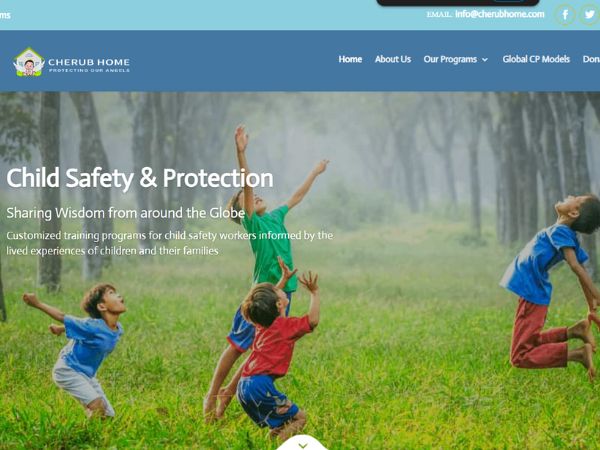 ms
EMAIL info@cherubhome.com
CHERUB HOME
PROTECTING OUR ANGELS
Home About Us Our Programs Global CP Models
Child Safety & Protection
Sharing Wisdom from around the Globe
Customized training programs for child safety workers informed by the
lived experiences of children and their families